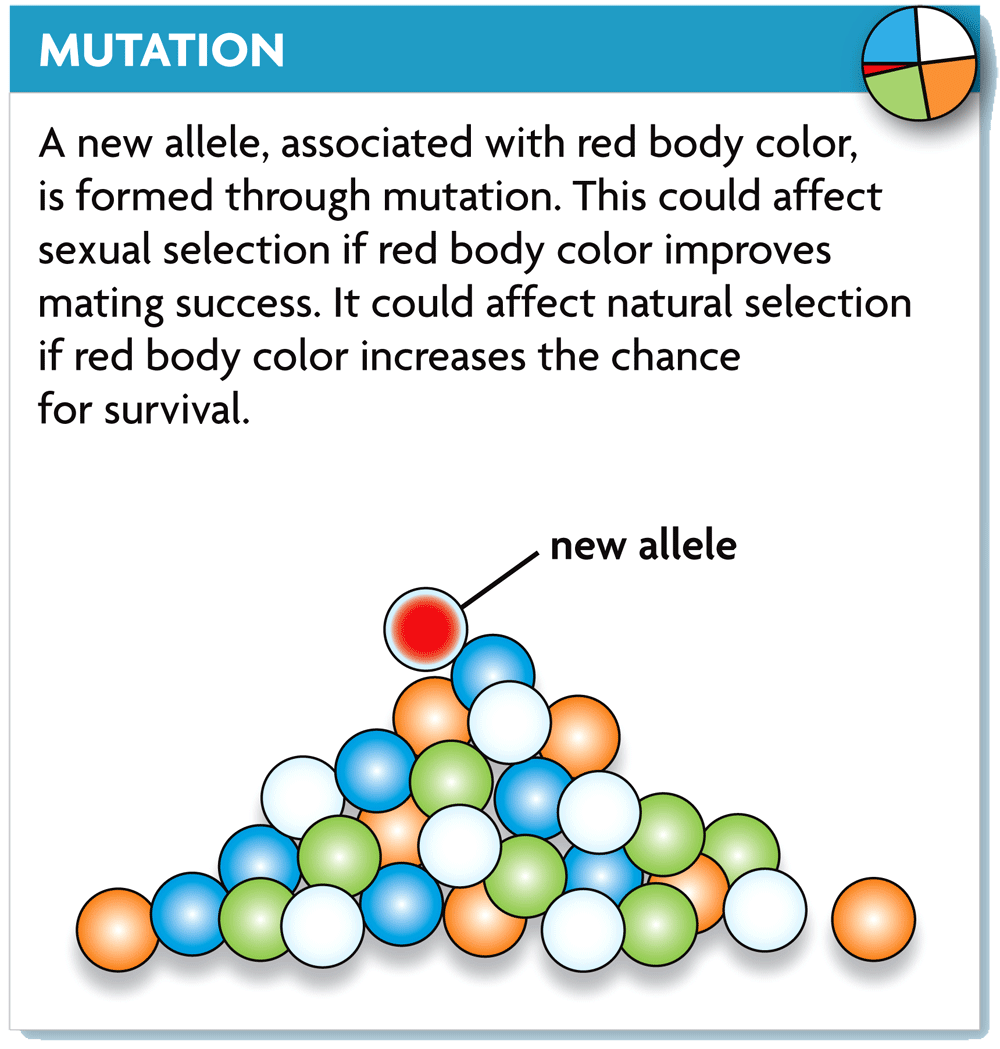 MUTATION
A new allele, associated with red body color,
is formed through mutation. This could affect
sexual selection if red body color improves
mating success. It could affect natural selection
if red body color increases the chance
for survival.
new allele